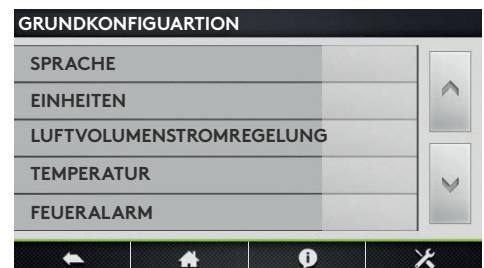 GRUNDKONFIGUARTION
SPRACHE
EINHEITEN
LUFTVOLUMENSTROMREGELUNG
TEMPERATUR
FEUERALARM